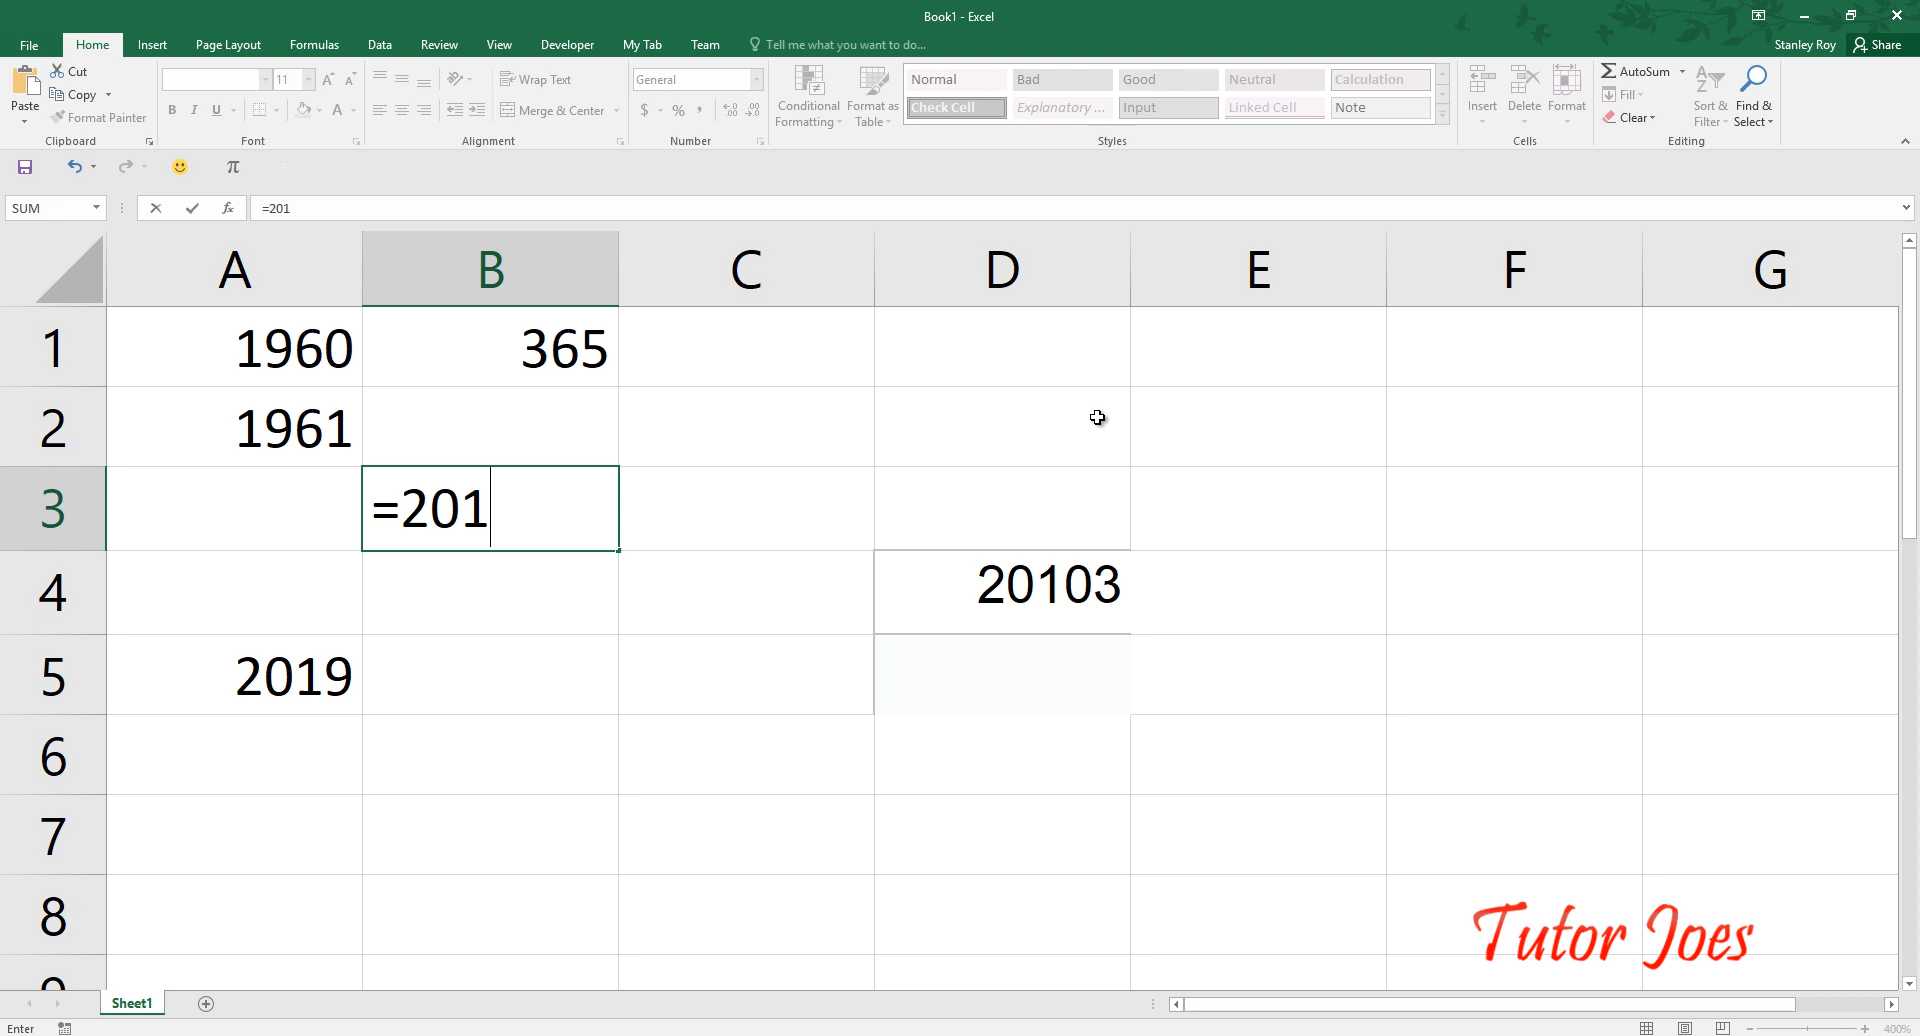 Book1 - Excel
File Home Insert Page Layout Formulas Data Review View Developer My Tab Team Tell me what you want to do... Stanley Roy Share
Paste
Cut
Copy
Format Painter
Clipboard
11
B I U
Font
Wrap Text
Merge & Center
Alignment
General
$ % ,
Number
Conditional Formatting
Format as Table
Normal Bad Good Neutral Calculation
Check Cell Explanatory ... Input Linked Cell Note
Styles
Insert Delete Format
Cells
AutoSum
Fill
Clear
Sort & Filter
Find & Select
Editing
π
SUM fx =201
A B C D E F G
1 1960 365
2 1961
3 =201
4 20103
5 2019
6
7
8
9
Tutor Joes
Sheet1
Enter 400%